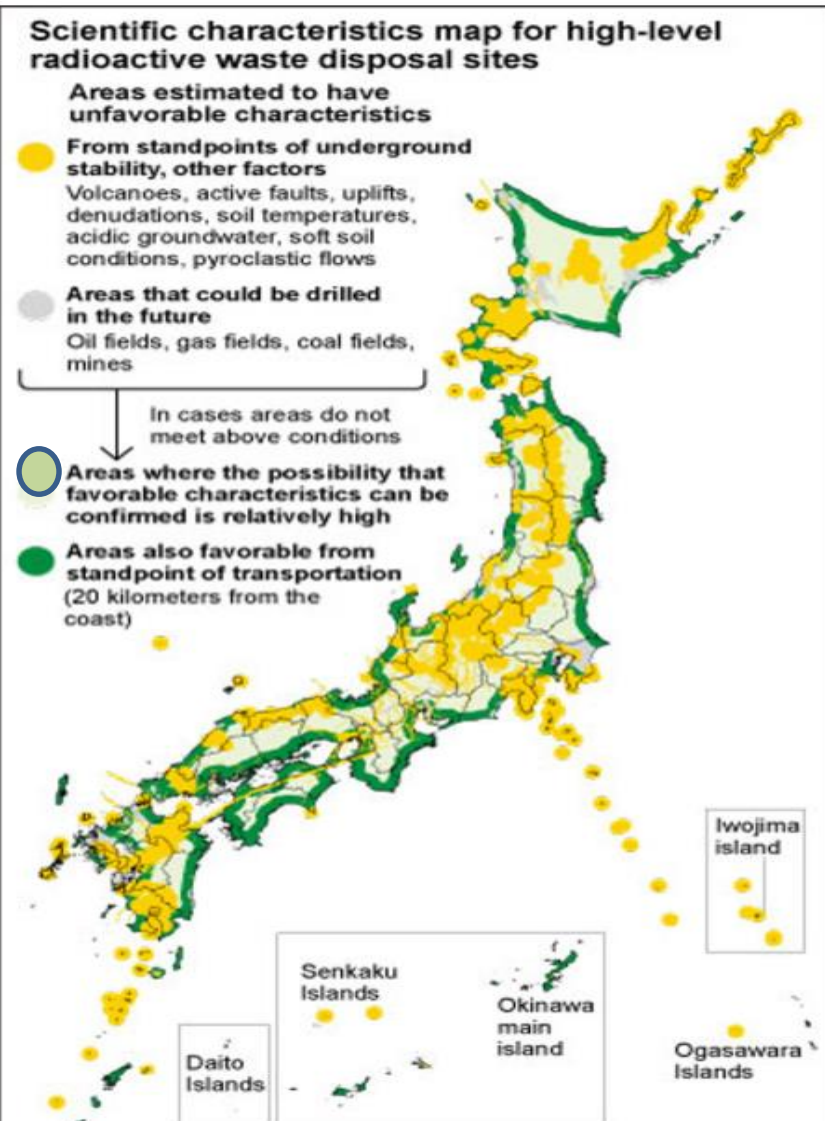 Scientific characteristics map for high-level
radioactive waste disposal sites
Areas estimated to have
unfavorable characteristics
From standpoints of underground
stability, other factors
Volcanoes, active faults, uplifts,
denudations, soil temperatures,
acidic groundwater, soft soil
conditions, pyroclastic flows
Areas that could be drilled
in the future
Oil fields, gas fields, coal fields,
mines
In cases areas do not
meet above conditions
Areas where the possibility that
favorable characteristics can be
confirmed is relatively high
Areas also favorable from
standpoint of transportation
(20 kilometers from the
coast)
Iwojima
island
Senkaku
Islands
Okinawa
main
island
Ogasawara
Islands
Daito
Islands